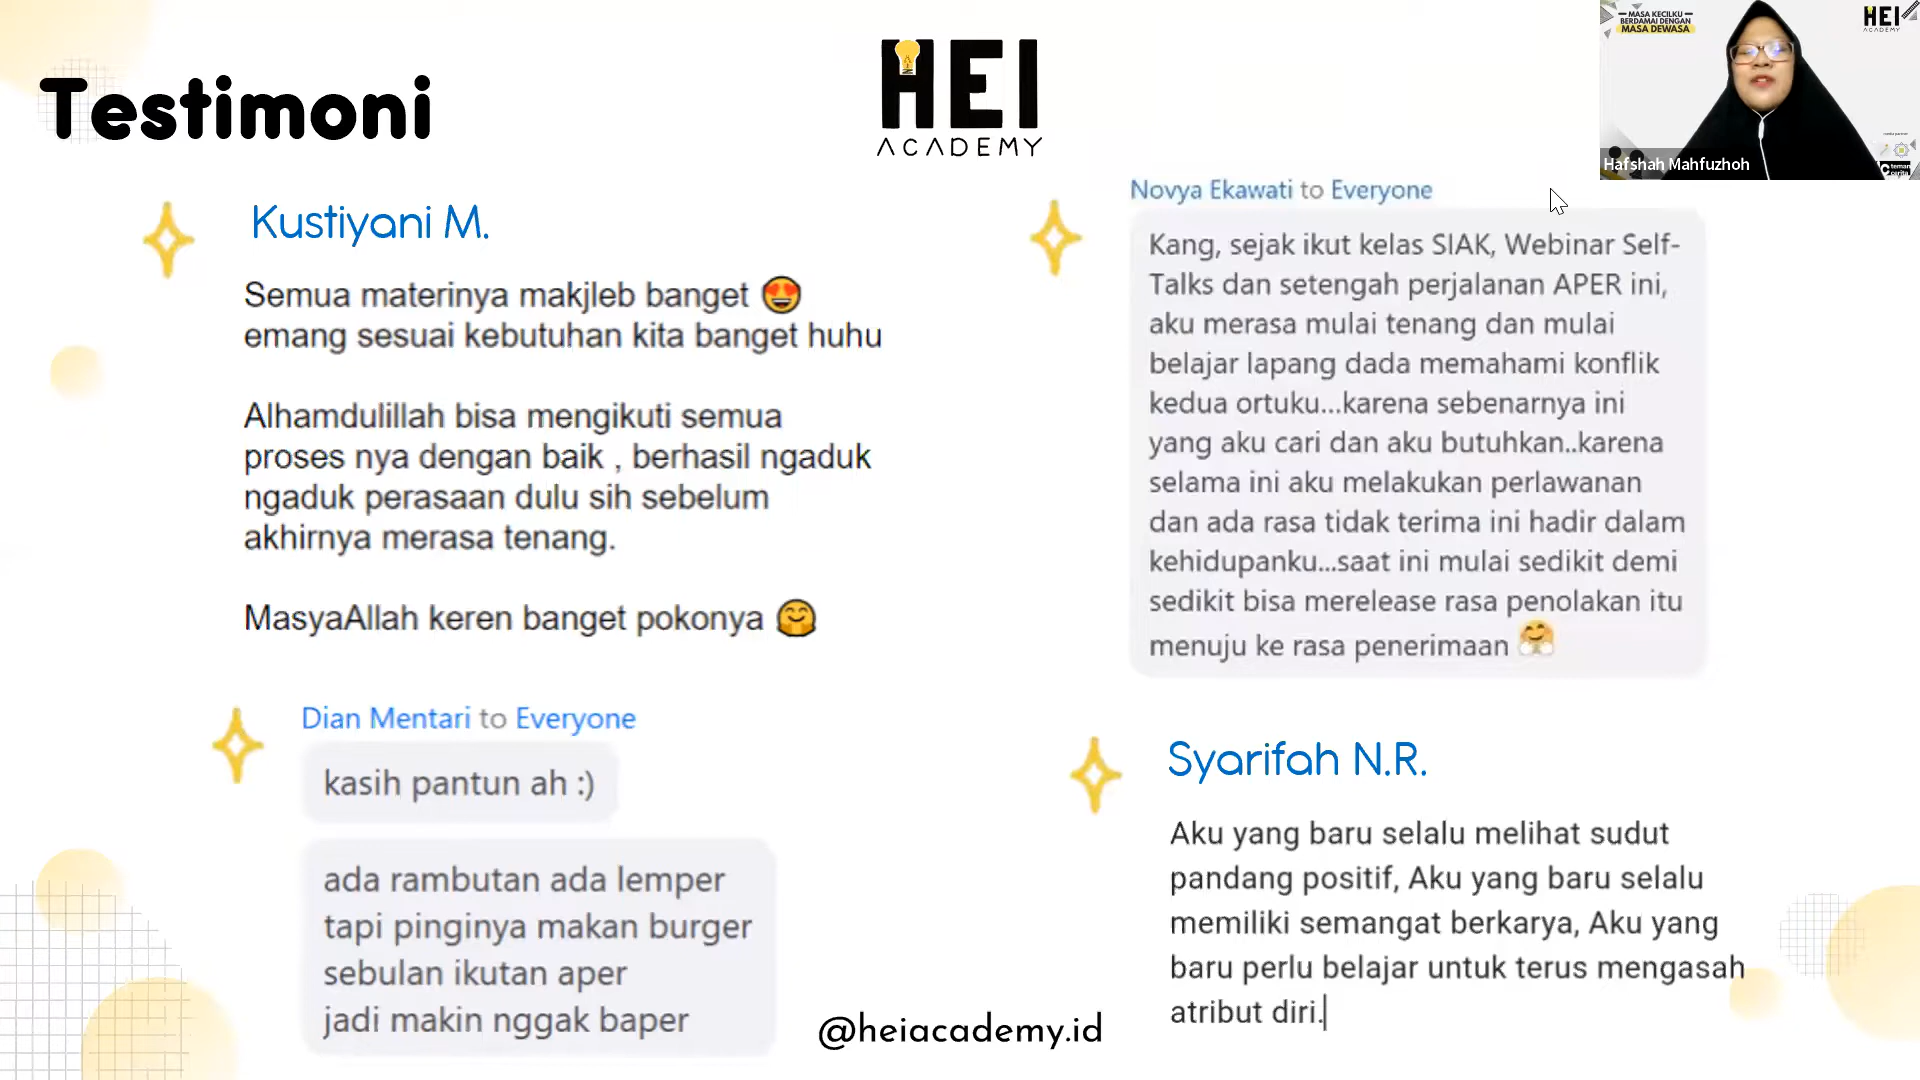 Testimoni
HEI
ACADEMY
MASA KECILKU
BERDAMAI DENGAN
MASA DEWASA
HEI
ACADEMY
Hafshah Mahfuzhoh
teman
cerita
Kustiyani M.
Semua materinya makjleb banget 😍
emang sesuai kebutuhan kita banget huhu
Alhamdulillah bisa mengikuti semua
proses nya dengan baik , berhasil ngaduk
ngaduk perasaan dulu sih sebelum
akhirnya merasa tenang.
MasyaAllah keren banget pokonya 🤗
Novya Ekawati to Everyone
Kang, sejak ikut kelas SIAK, Webinar Self-
Talks dan setengah perjalanan APER ini,
aku merasa mulai tenang dan mulai
belajar lapang dada memahami konflik
kedua ortuku...karena sebenarnya ini
yang aku cari dan aku butuhkan..karena
selama ini aku melakukan perlawanan
dan ada rasa tidak terima ini hadir dalam
kehidupanku...saat ini mulai sedikit demi
sedikit bisa merelease rasa penolakan itu
menuju ke rasa penerimaan 🤗
Dian Mentari to Everyone
kasih pantun ah :)
ada rambutan ada lemper
tapi pinginya makan burger
sebulan ikutan aper
jadi makin nggak baper
Syarifah N.R.
Aku yang baru selalu melihat sudut
pandang positif, Aku yang baru selalu
memiliki semangat berkarya, Aku yang
baru perlu belajar untuk terus mengasah
atribut diri.
@heiacademy.id